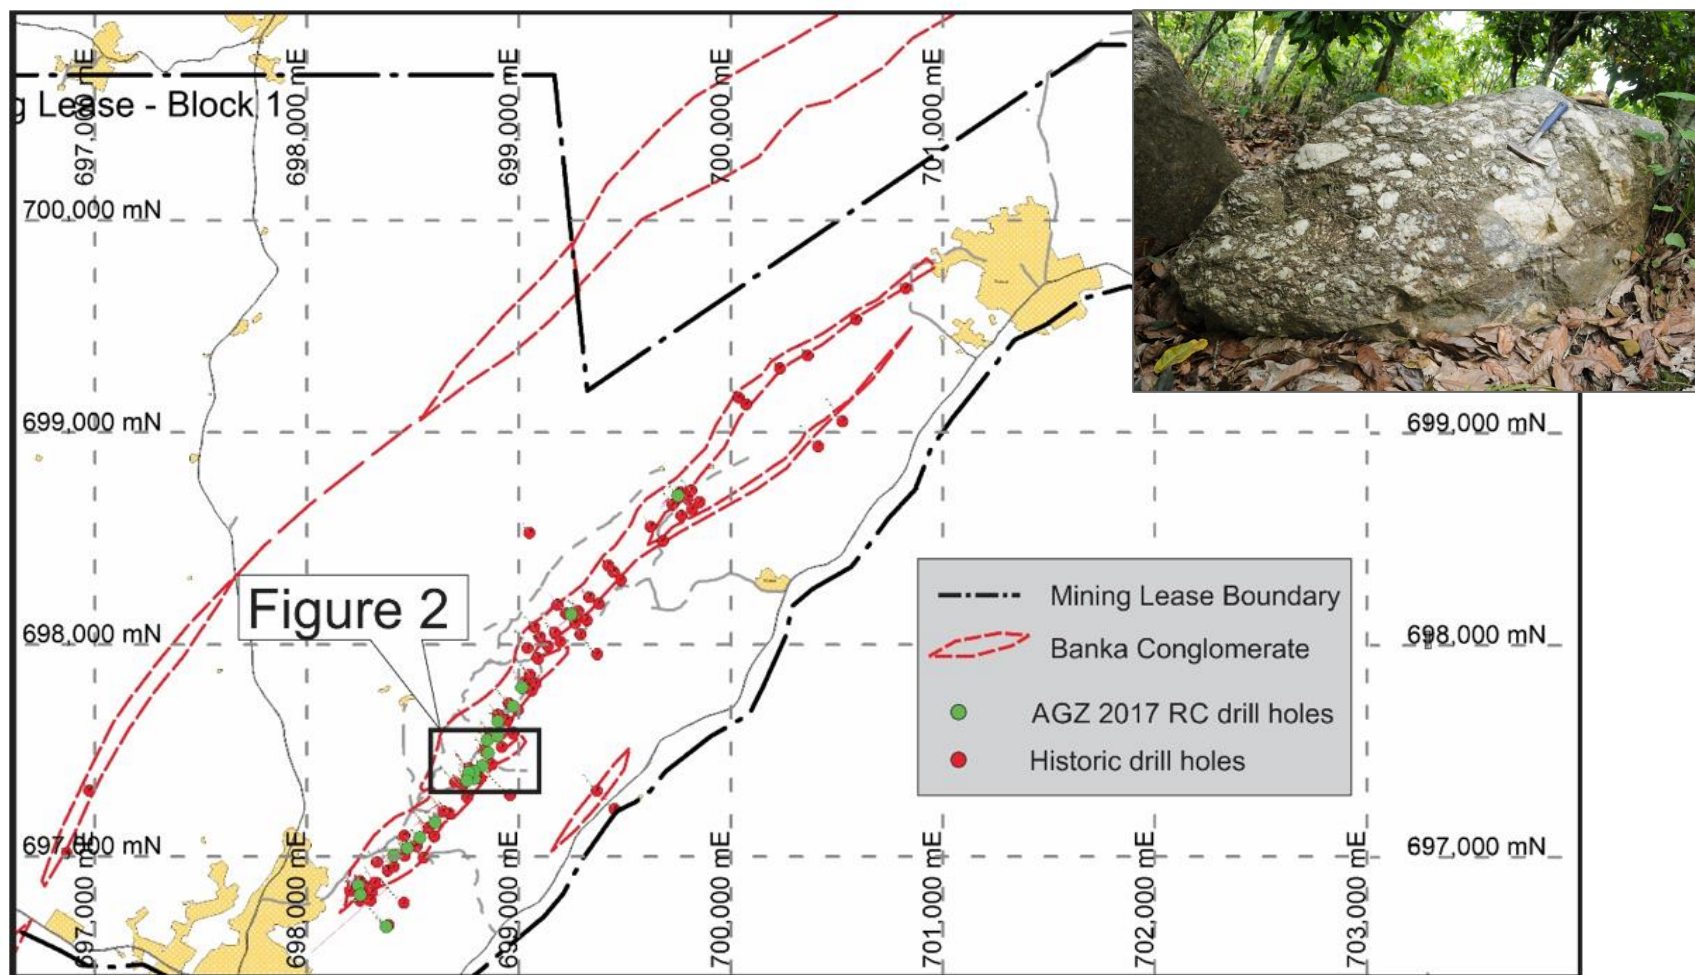 g Lease - Block 1
697,000 mE
698,000 mE
699,000 mE
700,000 mE
701,000 mE
700,000 mN
699,000 mN
699,000 mN
698,000 mN
698,000 mN
697,000 mN
697,000 mN
Figure 2
Mining Lease Boundary
Banka Conglomerate
AGZ 2017 RC drill holes
Historic drill holes
697,000 mE
698,000 mE
699,000 mE
700,000 mE
701,000 mE
702,000 mE
703,000 mE